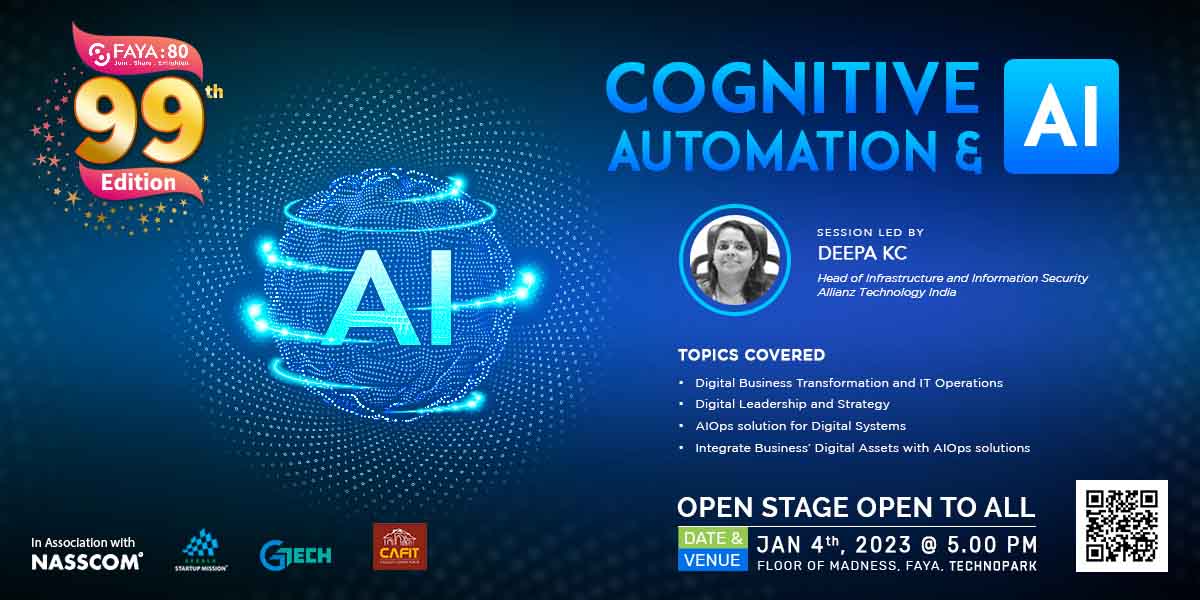 FAYA:80
Join . Share . Enlighten
99th
Edition
COGNITIVE
AUTOMATION &
AI
AI
SESSION LED BY
DEEPA KC
Head of Infrastructure and Information Security
Allianz Technology India
TOPICS COVERED
• Digital Business Transformation and IT Operations
• Digital Leadership and Strategy
• AIOps solution for Digital Systems
• Integrate Business' Digital Assets with AIOps solutions
OPEN STAGE OPEN TO ALL
DATE &
VENUE
JAN 4th, 2023 @ 5.00 PM
FLOOR OF MADNESS, FAYA, TECHNOPARK
In Association with
NASSCOM
KERALA
STARTUP MISSION
GTECH
CAFIT